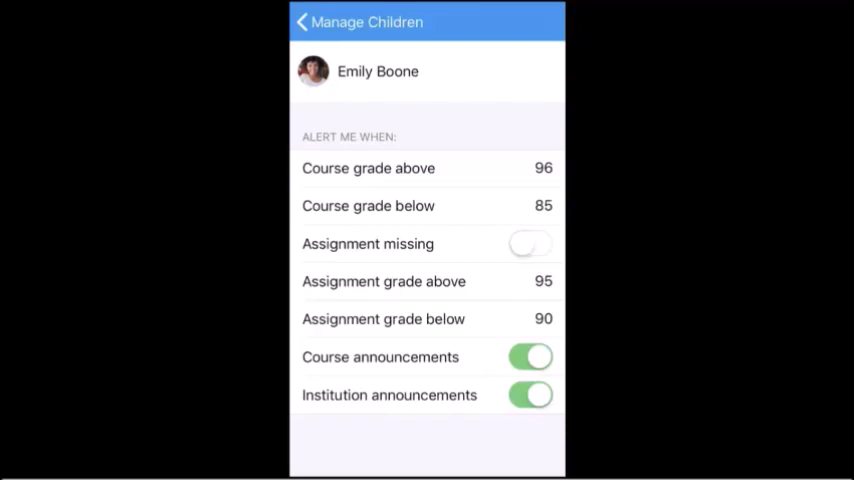 Manage Children
Emily Boone
ALERT ME WHEN:
Course grade above 96
Course grade below 85
Assignment missing
Assignment grade above 95
Assignment grade below 90
Course announcements
Institution announcements